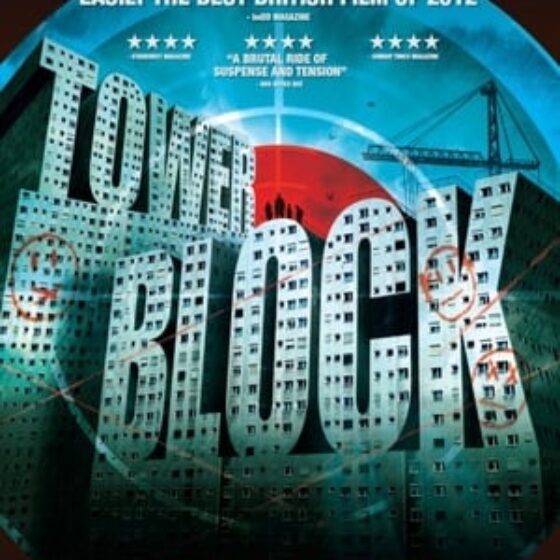 EASILY THE BEST BRITISH FILM OF 2012
"A BRUTAL RIDE OF
SUSPENSE AND TENSION"
TOWER
BLOCK